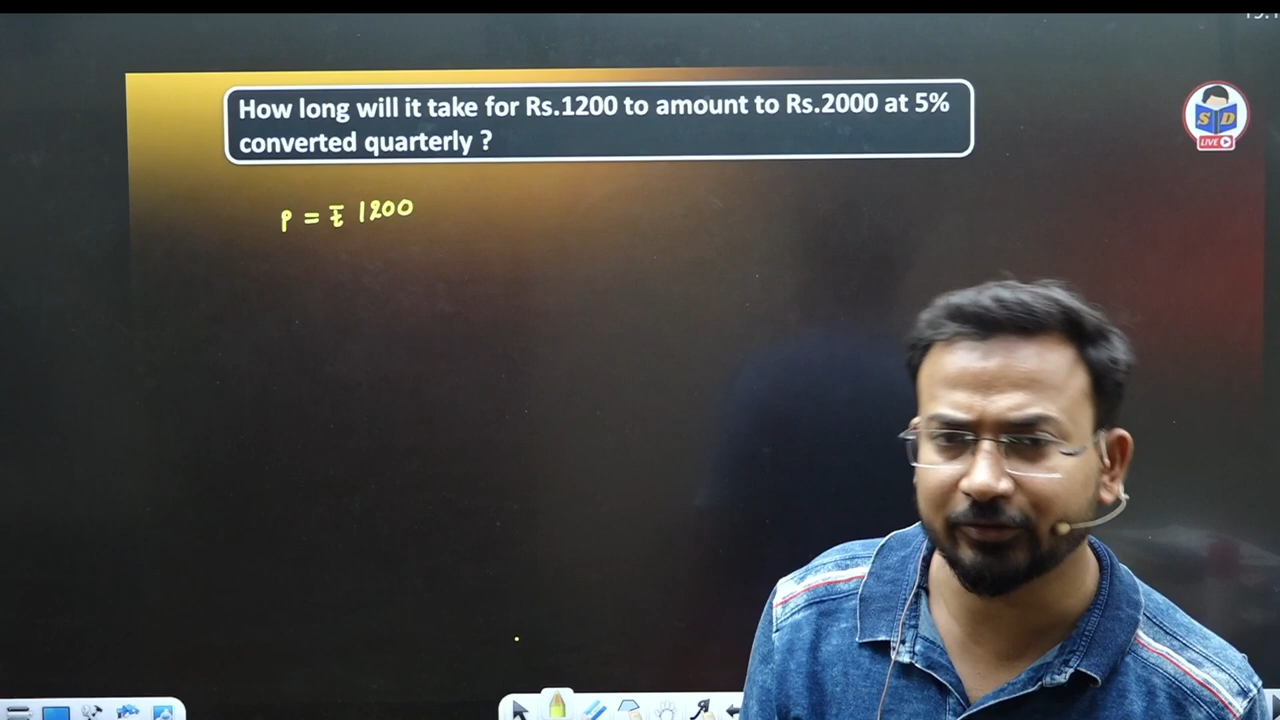 How long will it take for Rs.1200 to amount to Rs.2000 at 5%
converted quarterly ?
P = ₹ 1200
S D
LIVE